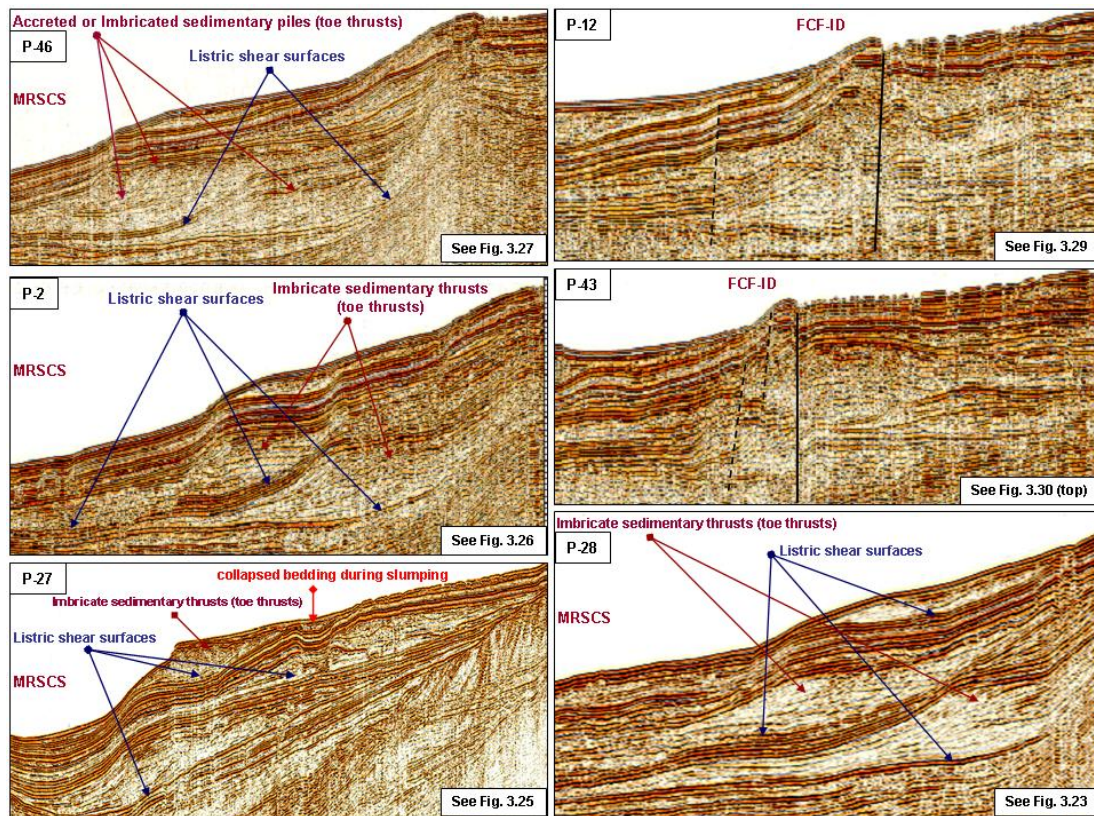 Accreted or Imbricated sedimentary piles (toe thrusts)
P-46
Listric shear surfaces
MRSCS
See Fig. 3.27
P-2
Imbricate sedimentary thrusts
(toe thrusts)
Listric shear surfaces
MRSCS
See Fig. 3.26
P-27
collapsed bedding during slumping
Imbricate sedimentary thrusts (toe thrusts)
Listric shear surfaces
MRSCS
See Fig. 3.25
P-12
FCF-ID
See Fig. 3.29
P-43
FCF-ID
See Fig. 3.30 (top)
Imbricate sedimentary thrusts (toe thrusts)
P-28
Listric shear surfaces
MRSCS
See Fig. 3.23